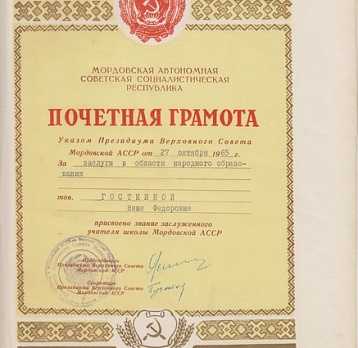 МОРДОВСКАЯ АВТОНОМНАЯ
СОВЕТСКАЯ СОЦИАЛИСТИЧЕСКАЯ
РЕСПУБЛИКА
ПОЧЕТНАЯ ГРАМОТА
Указом Президиума Верховного Совета
Мордовской АССР от 27 октября 1965 г.
За заслуги в области народного образо-
вания
тов. ГОСТКИНОЙ
Нине Федоровне
присвоено звание заслуженного
учителя школы Мордовской АССР
Председатель
Президиума Верховного Совета
Мордовской АССР
Секретарь
Президиума Верховного Совета
Мордовской АССР